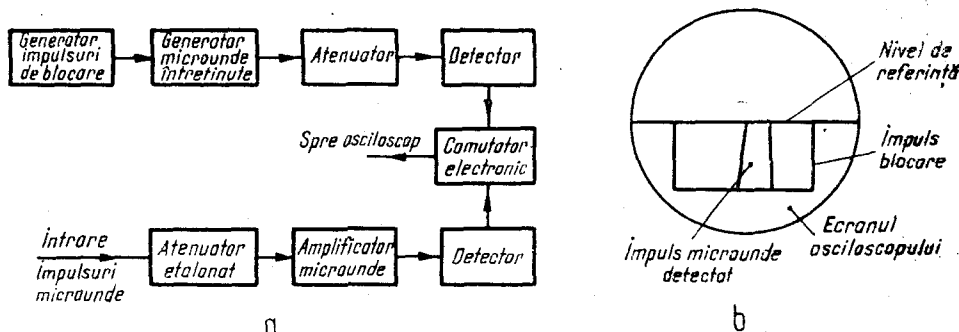 Generator
impulsuri
de blocare
Generator
microunde
întretinute
Atenuator
Detector
Spre osciloscop
Comutator
electronic
Intrare
Impulsuri
microunde
Atenuator
etalonat
Amplificator
microunde
Detector
a
Nivel de
referință
Impuls
blocare
Ecranul
osciloscopului
Impuls microunde
detectat
b